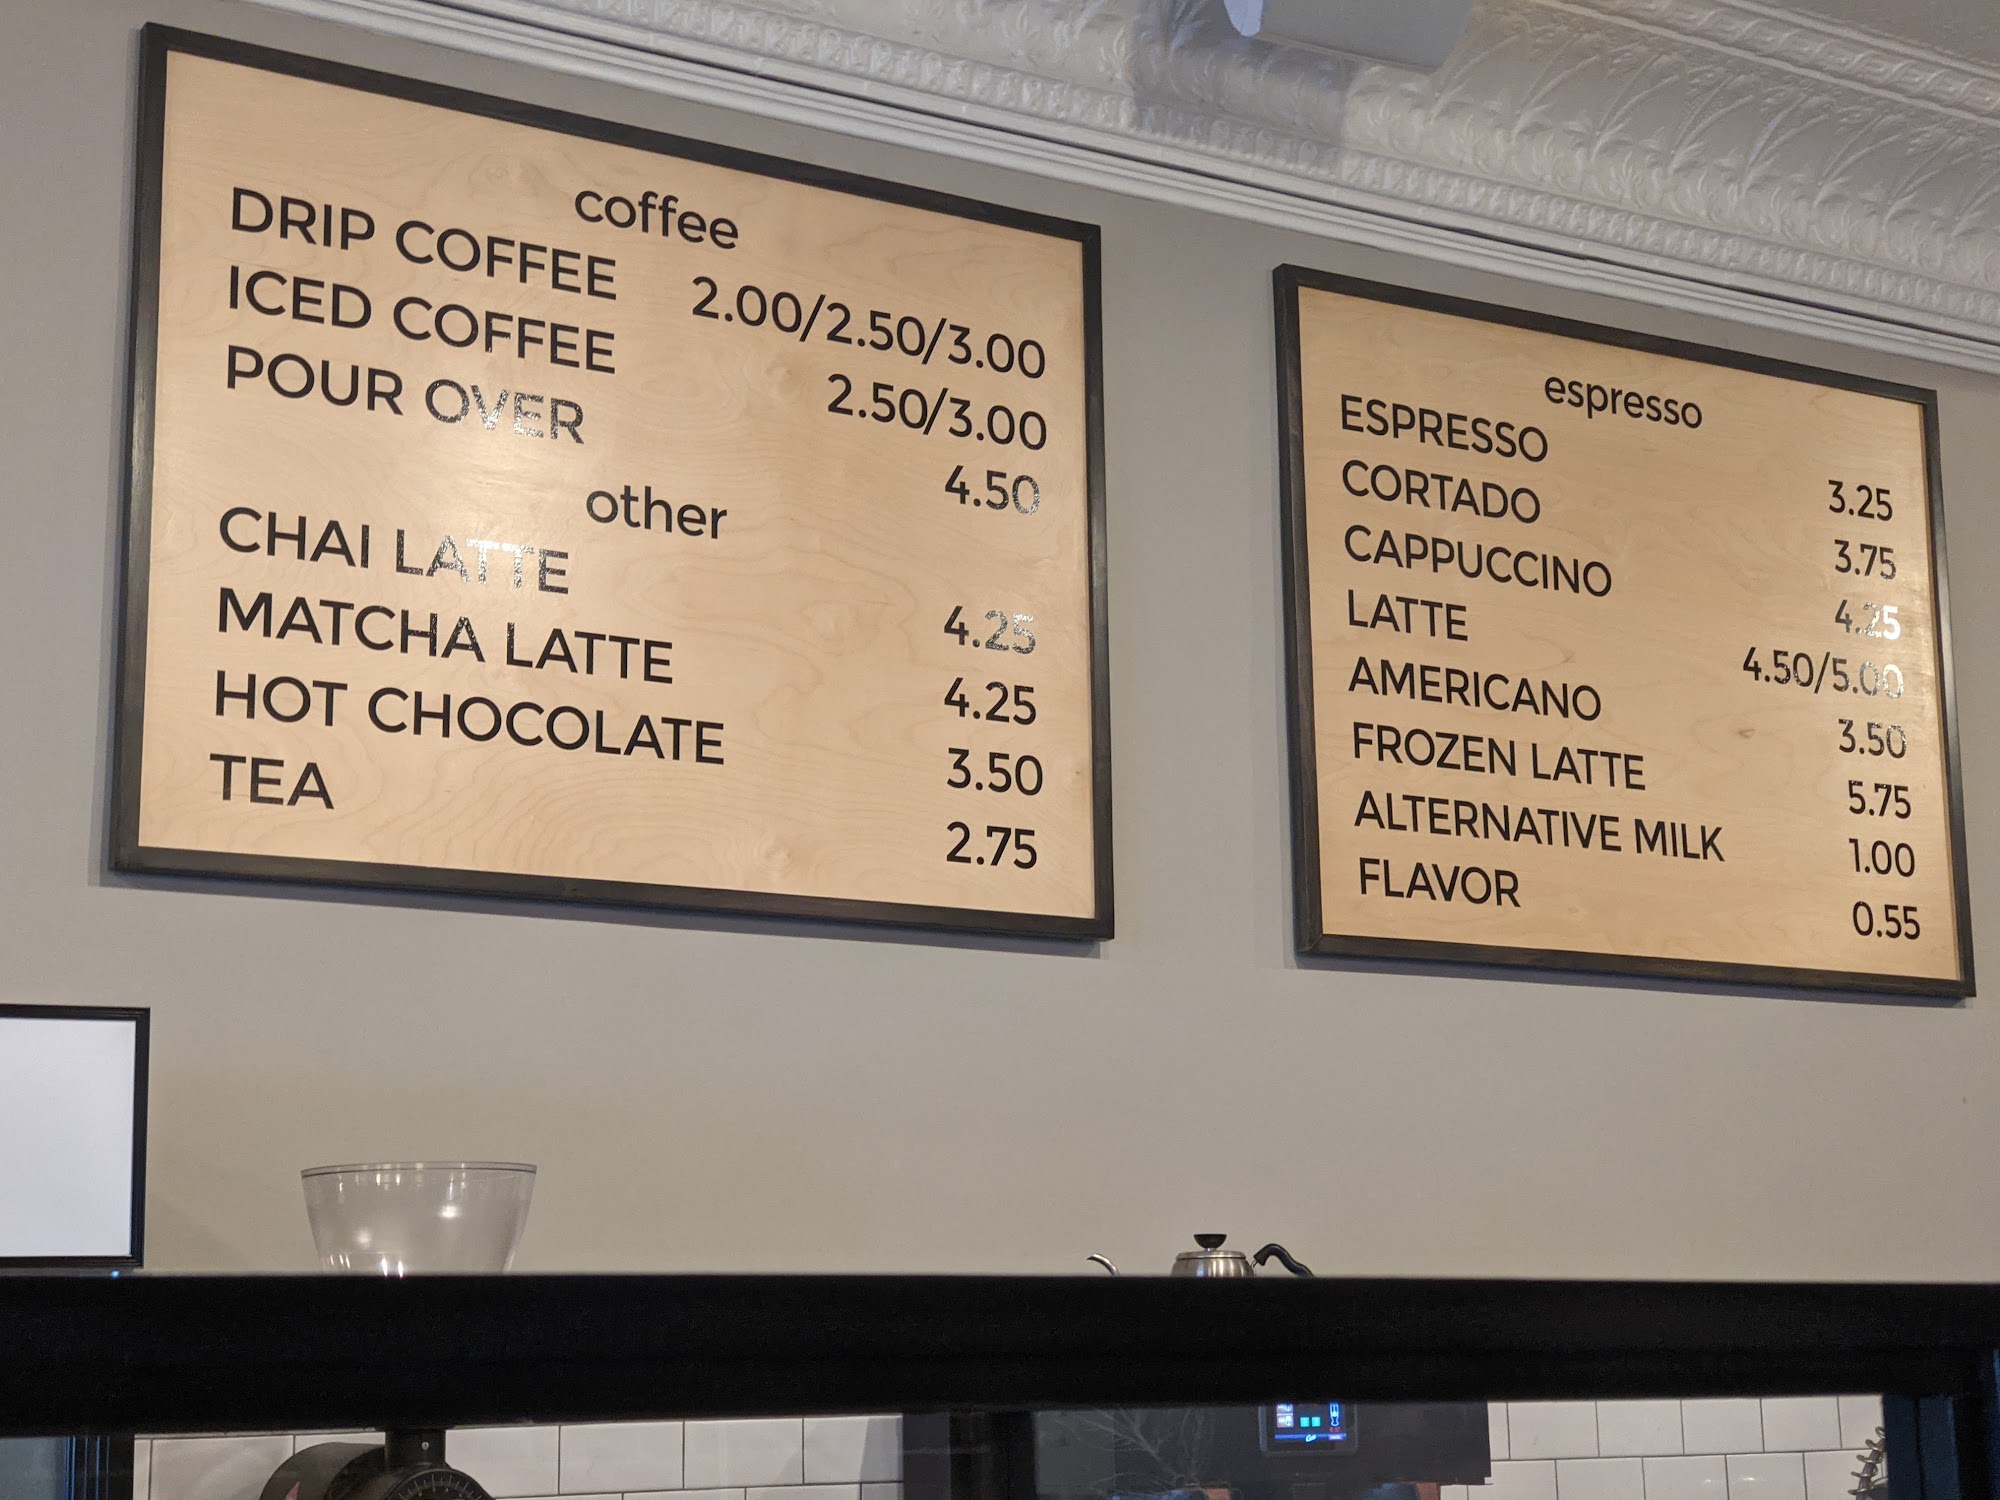 coffee
DRIP COFFEE 2.00/2.50/3.00
ICED COFFEE 2.50/3.00
POUR OVER 4.50
other
CHAI LATTE 4.25
MATCHA LATTE 4.25
HOT CHOCOLATE 3.50
TEA 2.75
espresso
ESPRESSO 3.25
CORTADO 3.75
CAPPUCCINO 4.25
LATTE 4.50/5.00
AMERICANO 3.50
FROZEN LATTE 5.75
ALTERNATIVE MILK 1.00
FLAVOR 0.55